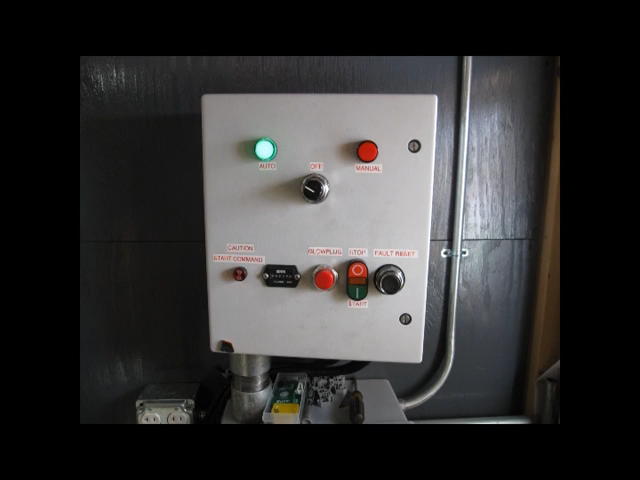 AUTO
OFF
MANUAL
CAUTION
START COMMAND
GLOWPLUG
STOP
FAULT RESET
START